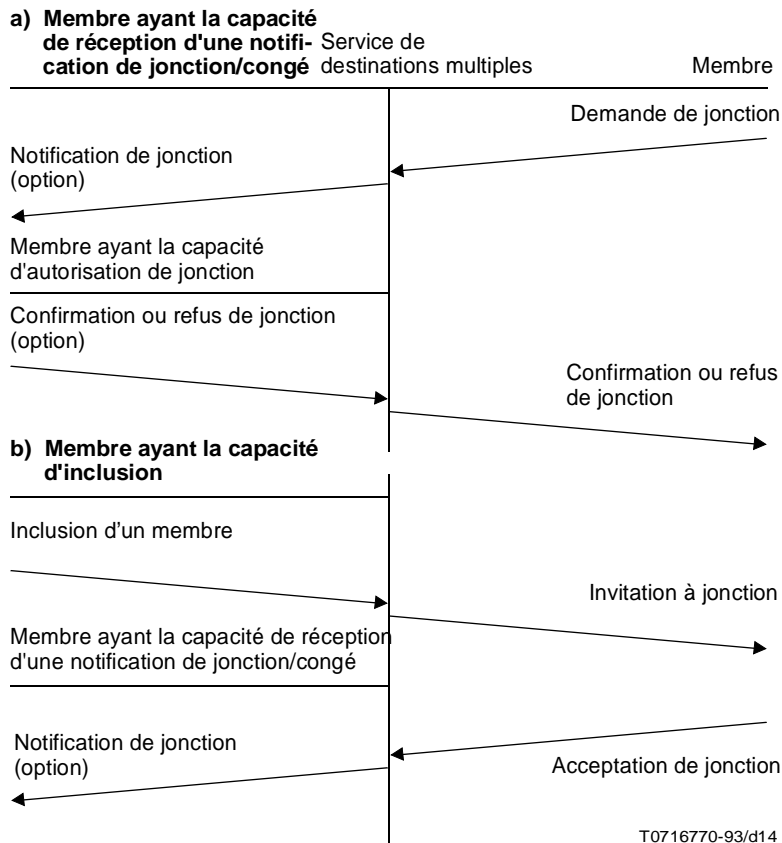 a) Membre ayant la capacité
de réception d'une notifi-
cation de jonction/congé
Service de
destinations multiples
Membre
Demande de jonction
Notification de jonction
(option)
Membre ayant la capacité
d'autorisation de jonction
Confirmation ou refus de jonction
(option)
Confirmation ou refus
de jonction
b) Membre ayant la capacité
d'inclusion
Inclusion d'un membre
Invitation à jonction
Membre ayant la capacité de réception
d'une notification de jonction/congé
Notification de jonction
(option)
Acceptation de jonction
T0716770-93/d14